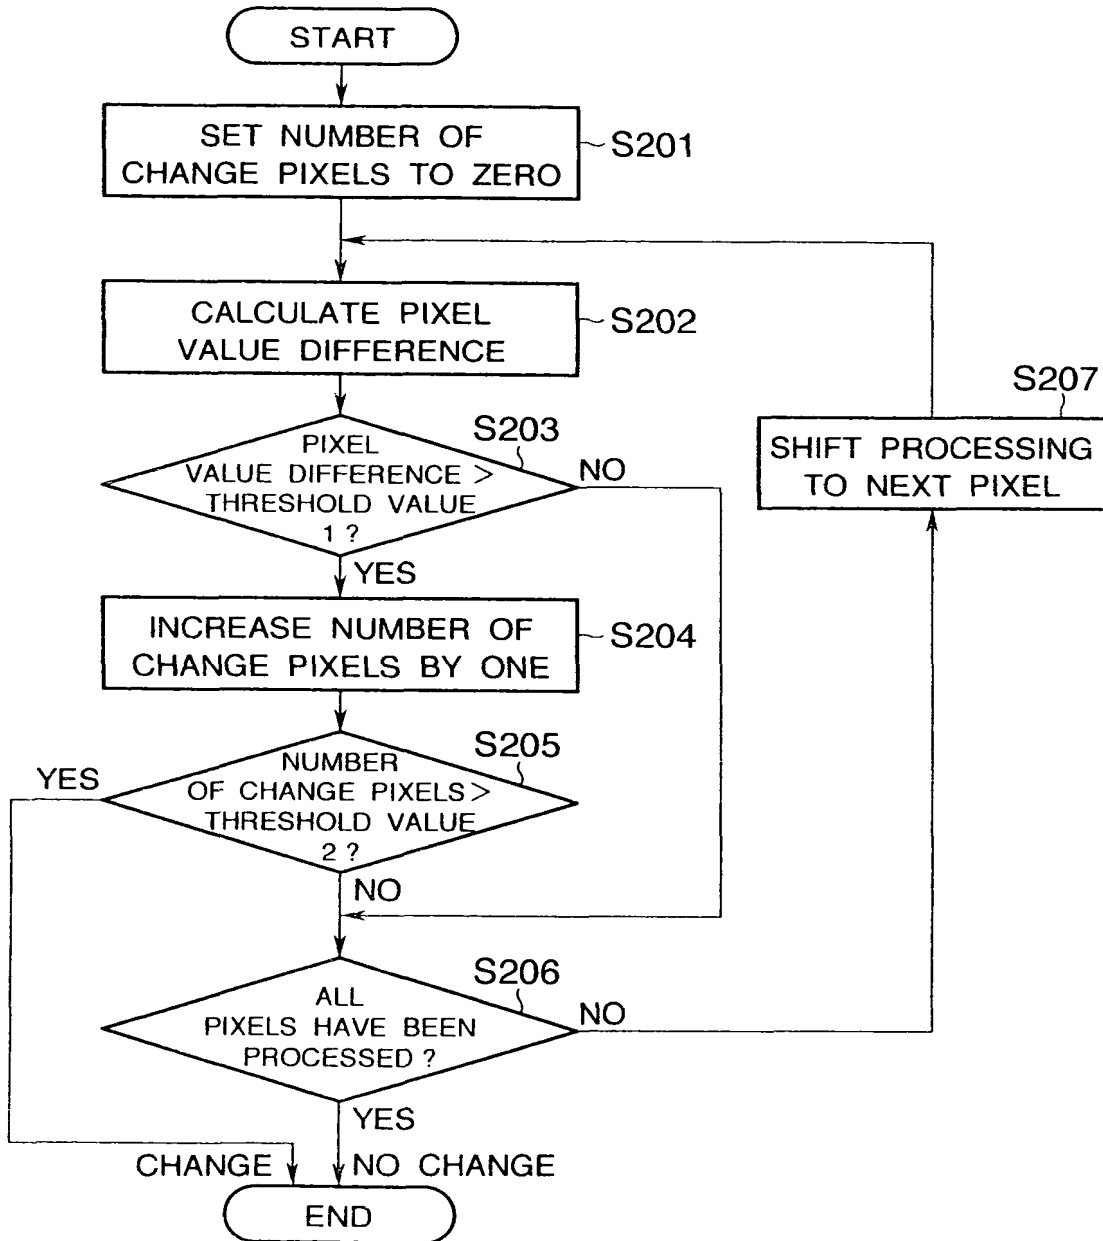 START
SET NUMBER OF
CHANGE PIXELS TO ZERO
S201
CALCULATE PIXEL
VALUE DIFFERENCE
S202
S203
PIXEL
VALUE DIFFERENCE >
THRESHOLD VALUE
1 ?
NO
YES
S207
SHIFT PROCESSING
TO NEXT PIXEL
INCREASE NUMBER OF
CHANGE PIXELS BY ONE
S204
S205
YES
NUMBER
OF CHANGE PIXELS >
THRESHOLD VALUE
2 ?
NO
S206
ALL
PIXELS HAVE BEEN
PROCESSED ?
NO
YES
CHANGE
NO CHANGE
END